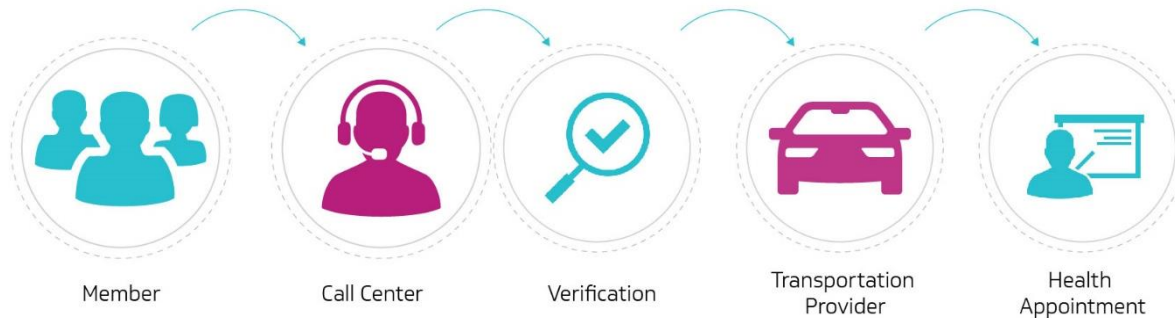 Member
Call Center
Verification
Transportation
Provider
Health
Appointment